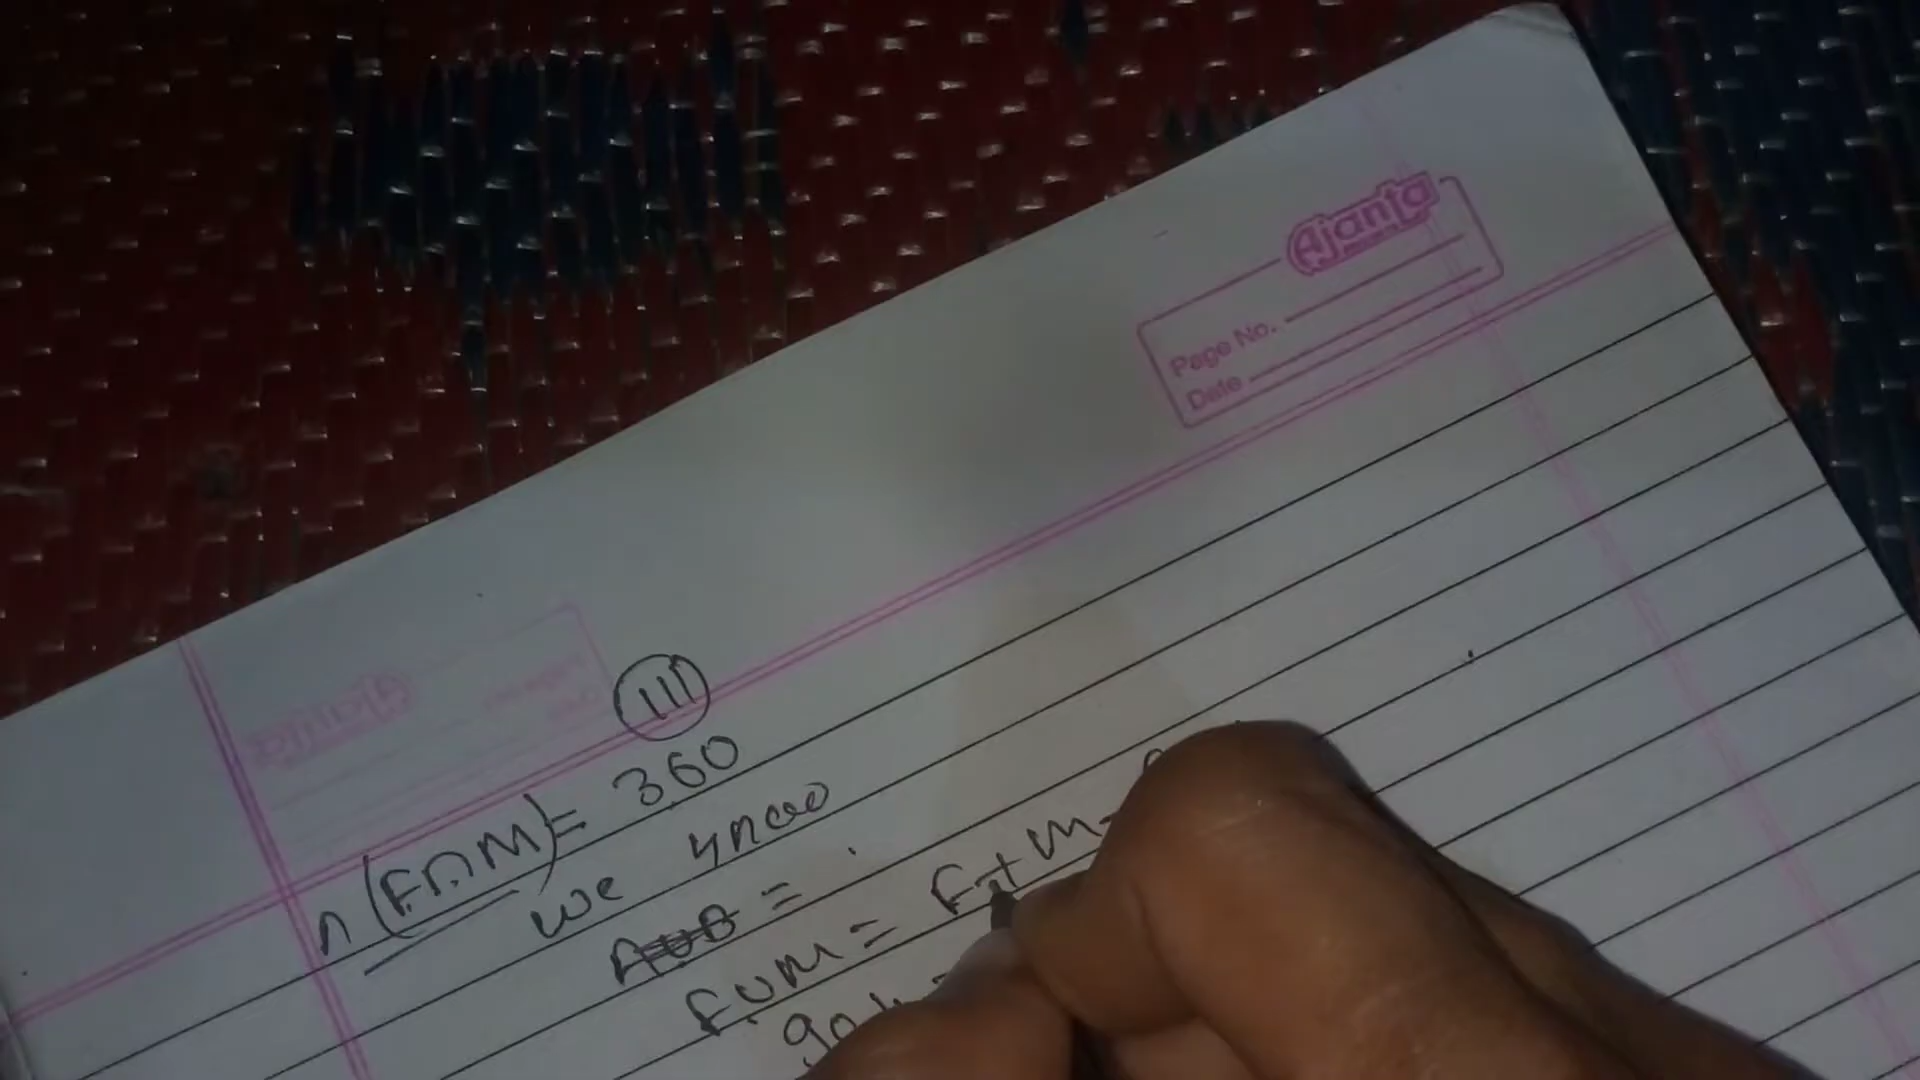 Ajanta
Page No.
Date
III
n(F∩M) = 360
we know
A∪B =
F∪M = F + M -